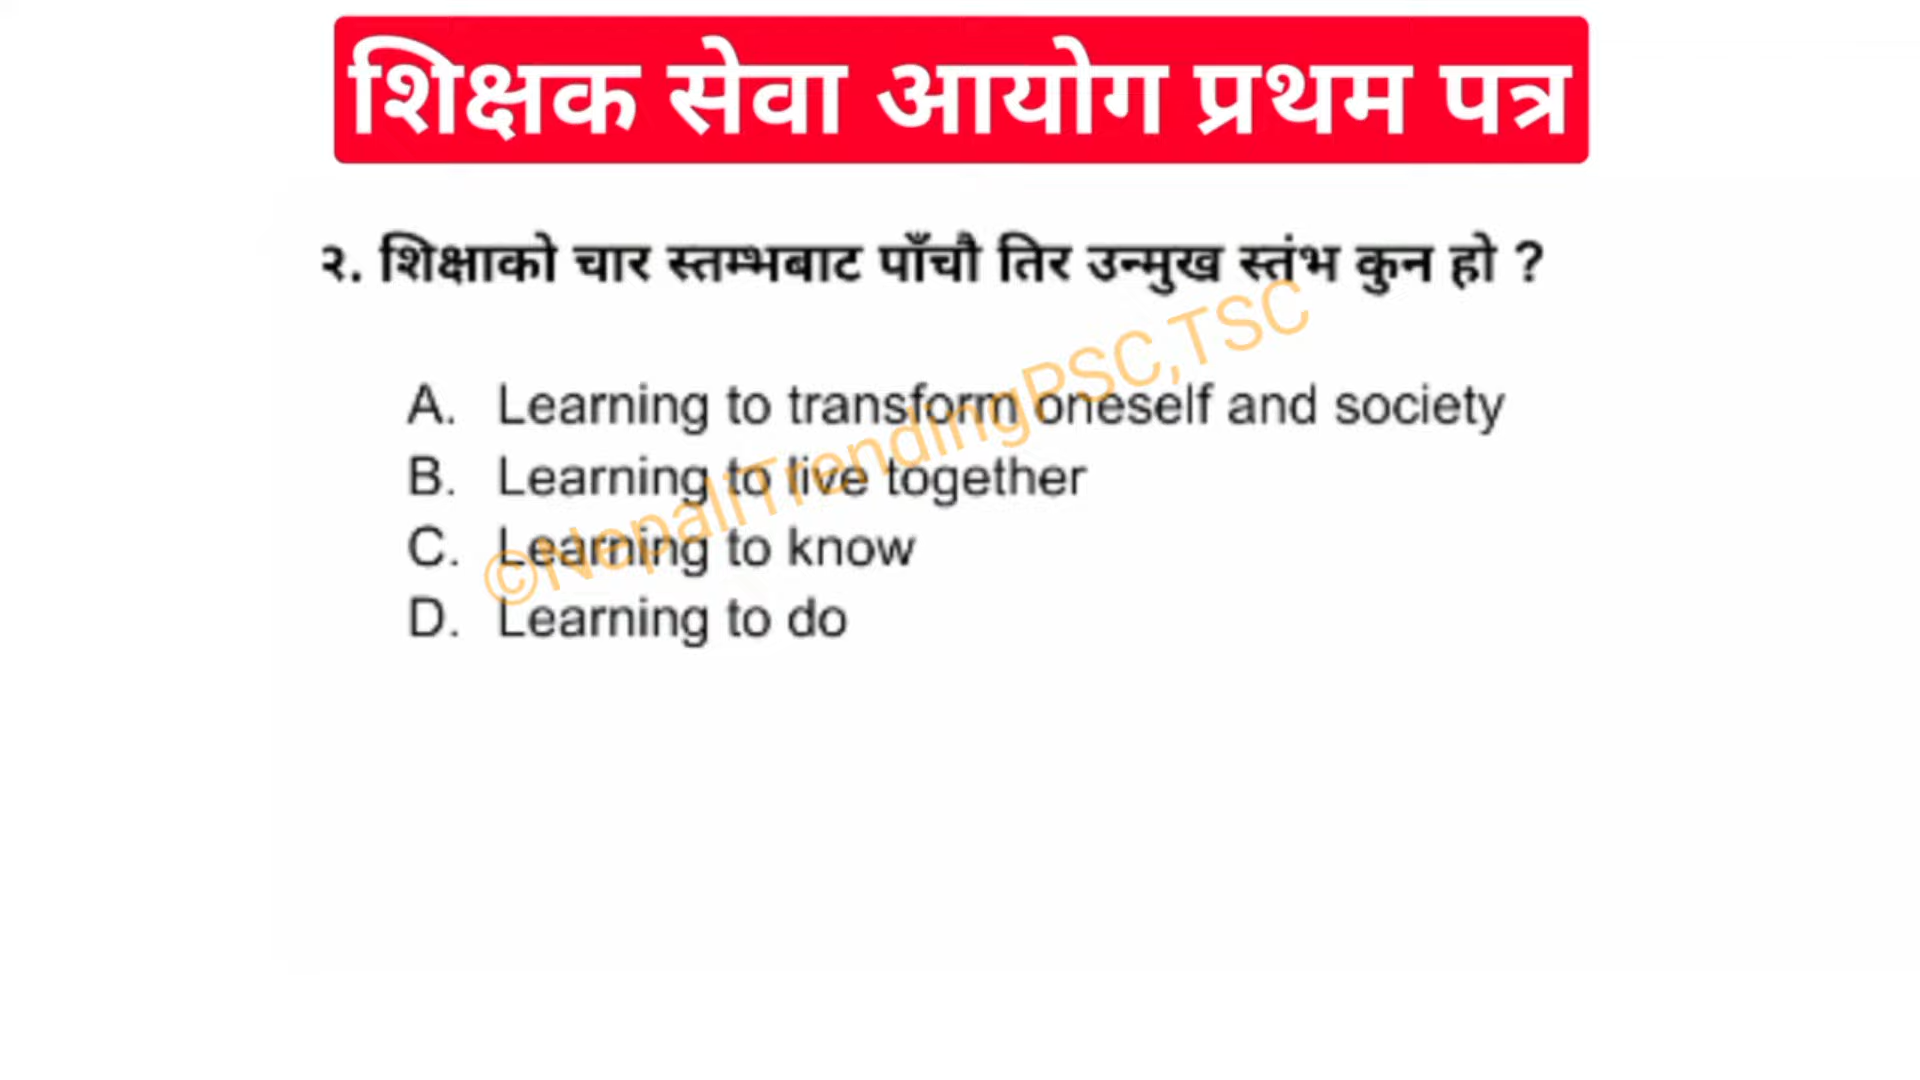 शिक्षक सेवा आयोग प्रथम पत्र
२. शिक्षाको चार स्तम्भबाट पाँचौ तिर उन्मुख स्तंभ कुन हो ?
A. Learning to transform oneself and society
B. Learning to live together
C. Learning to know
D. Learning to do
©NepaliTrendingPSC,TSC